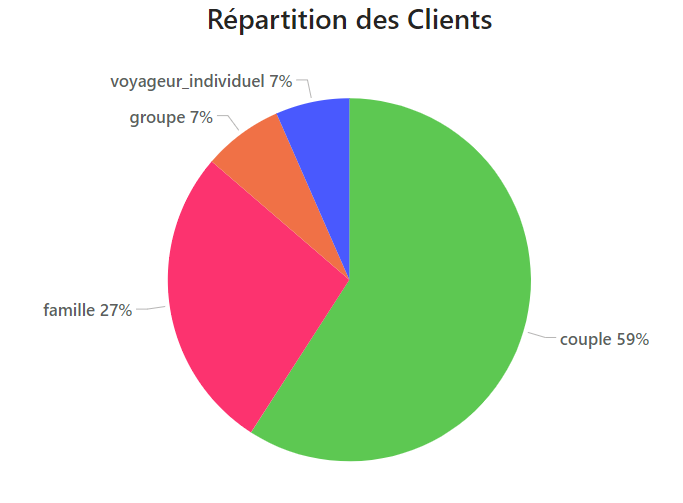 Répartition des Clients
voyageur_individuel 7%
groupe 7%
famille 27%
couple 59%